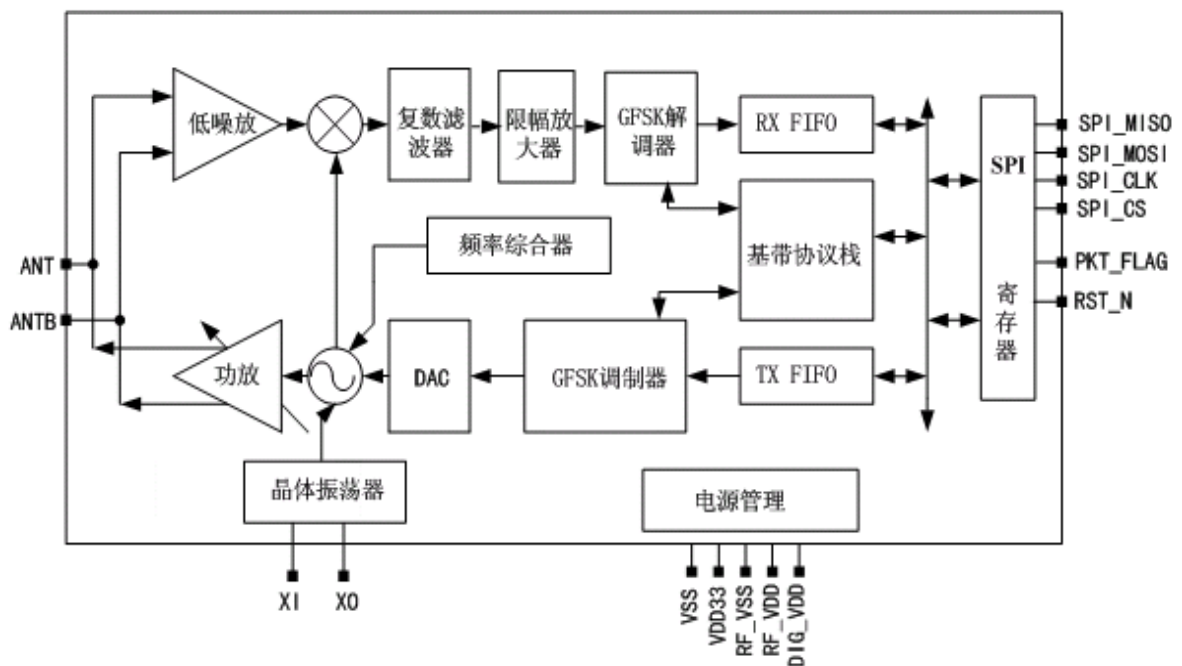 低噪放
复数滤
波器
限幅放
大器
GFSK解
调器
RX FIFO
SPI_MISO
SPI_MOSI
SPI_CLK
SPI_CS
PKT_FLAG
RST_N
SPI
寄
存
器
频率综合器
基带协议栈
ANT
ANTB
功放
DAC
GFSK调制器
TX FIFO
晶体振荡器
电源管理
XI
XO
VSS
VDD33
RF_VSS
RF_VDD
DIG_VDD